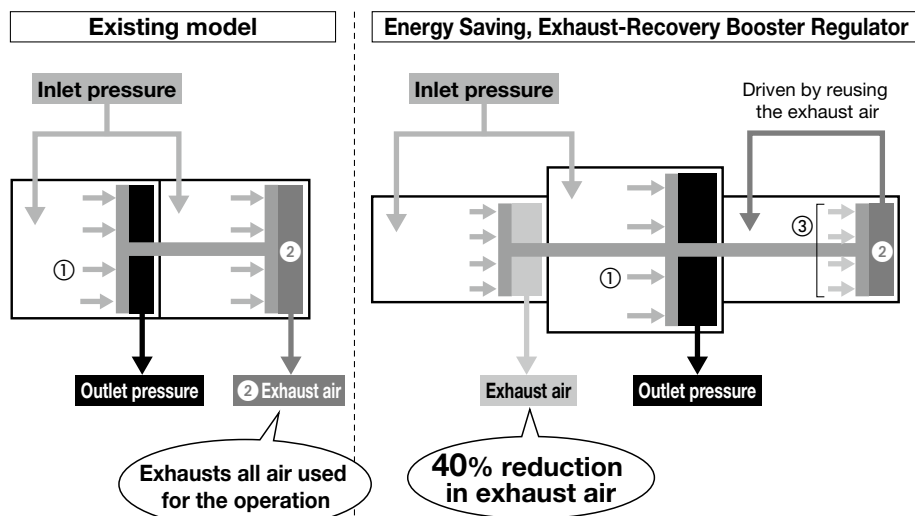 Existing model
Inlet pressure
①
②
Outlet pressure
② Exhaust air
Exhausts all air used
for the operation
Energy Saving, Exhaust-Recovery Booster Regulator
Inlet pressure
Driven by reusing
the exhaust air
①
③
②
Exhaust air
Outlet pressure
40% reduction
in exhaust air